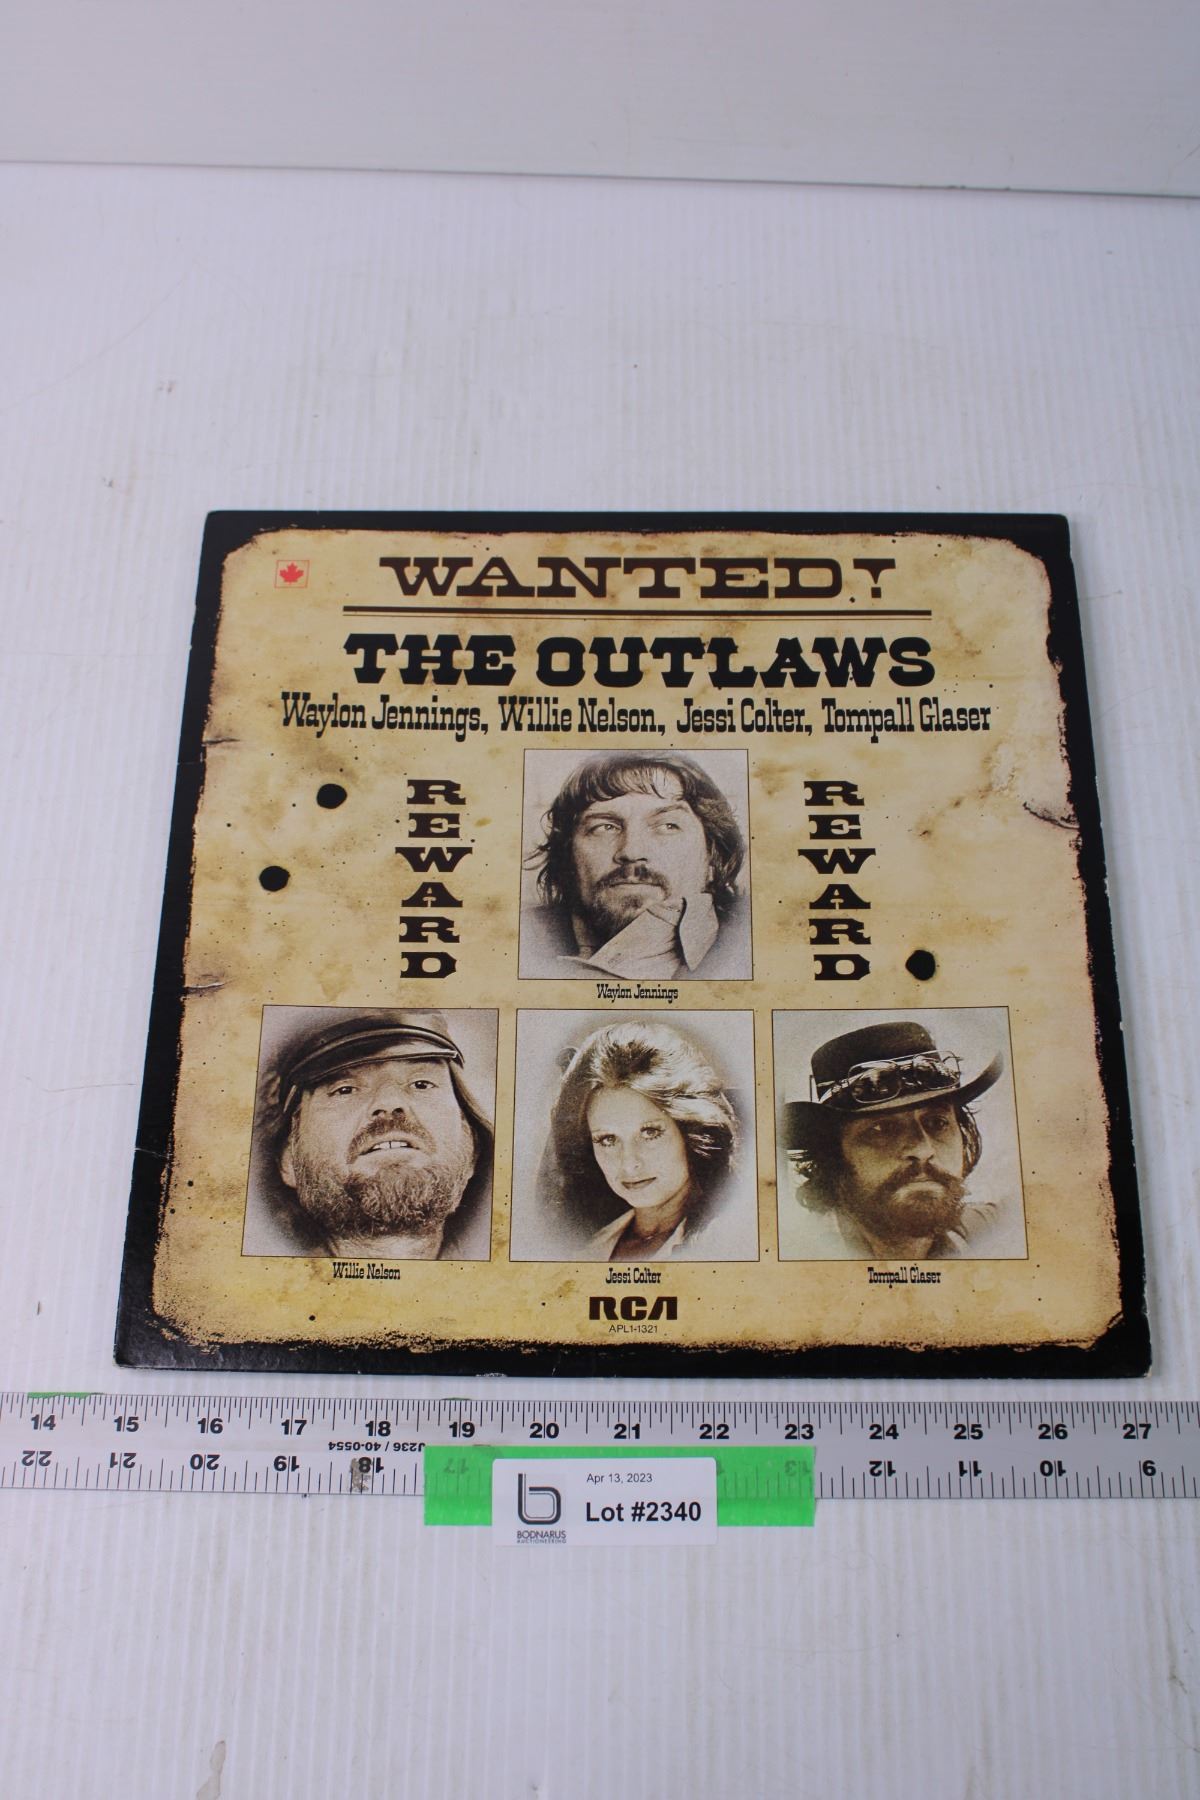 WANTED!
THE OUTLAWS
Waylon Jennings, Willie Nelson, Jessi Colter, Tompall Glaser
REWARD
REWARD
Waylon Jennings
Willie Nelson
Jessi Colter
Tompall Glaser
RCA
APL1-1321
14 15 16 17 18 19 20 21 22 23 24 25 26 27
22 21 20 19 18 17 13 12 11 10 9
J236 / 40-0554
Apr 13, 2023
Lot #2340
b
BODNARUS
AUCTIONEERING